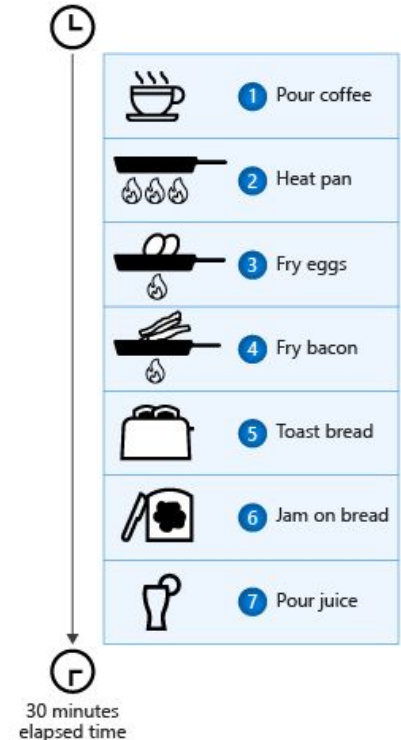 1 Pour coffee
2 Heat pan
3 Fry eggs
4 Fry bacon
5 Toast bread
6 Jam on bread
7 Pour juice
30 minutes
elapsed time